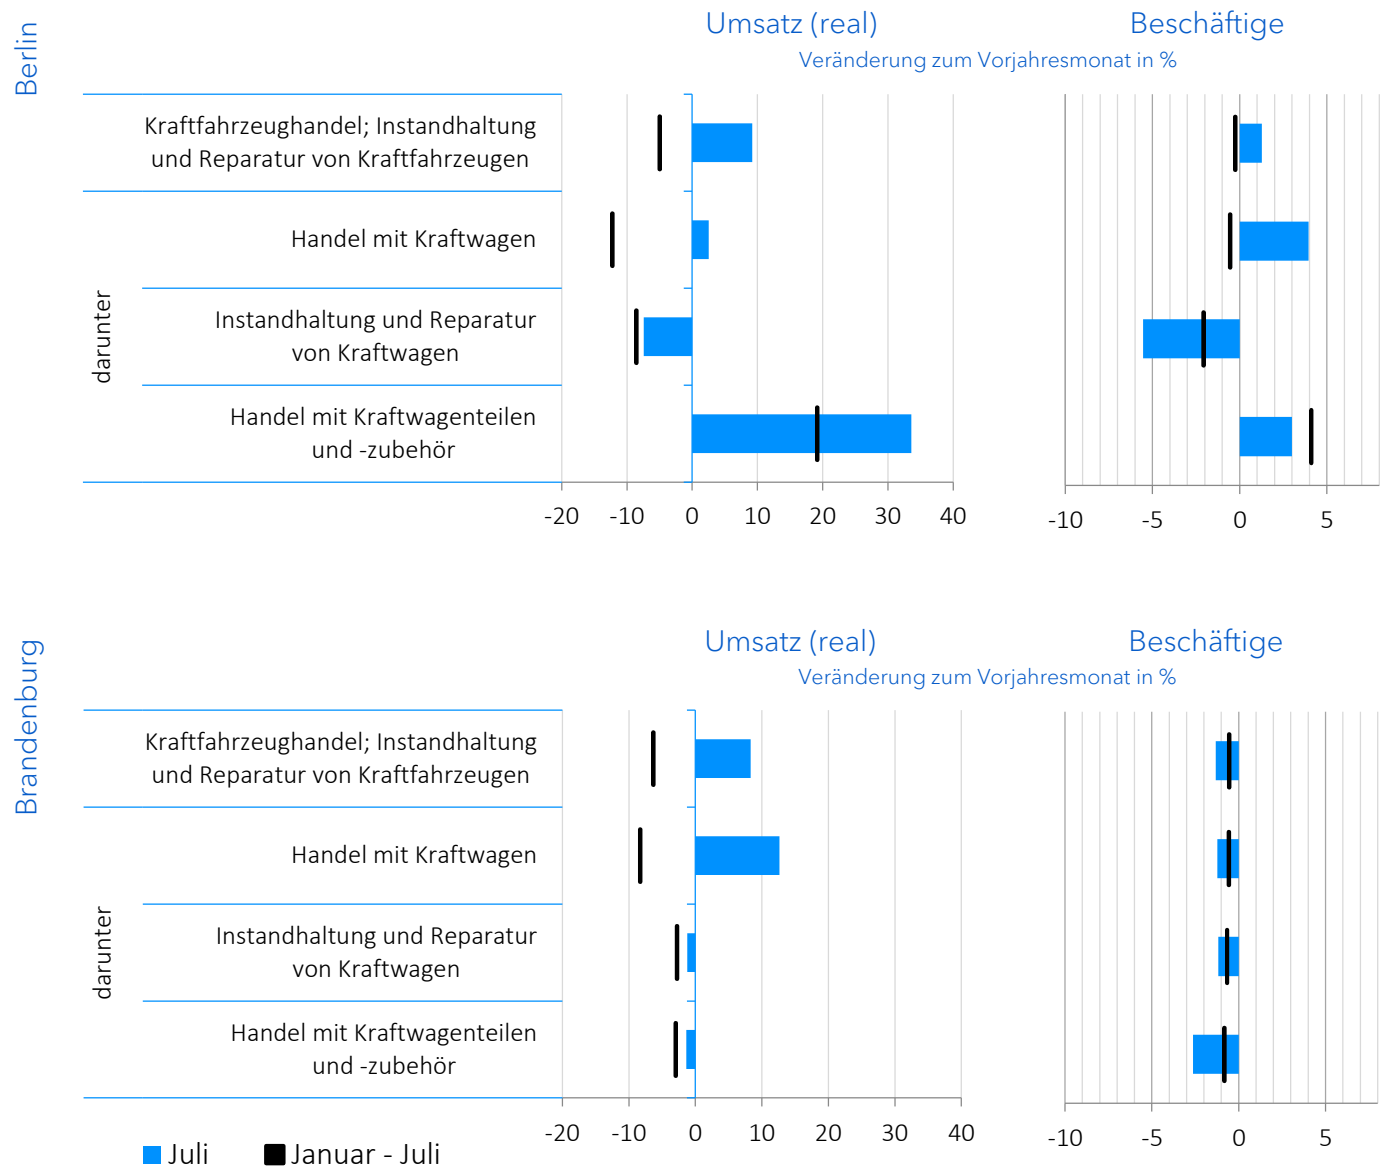 Berlin
Umsatz (real)
Beschäftige
Veränderung zum Vorjahresmonat in %
Kraftfahrzeughandel; Instandhaltung
und Reparatur von Kraftfahrzeugen
Handel mit Kraftwagen
darunter
Instandhaltung und Reparatur
von Kraftwagen
Handel mit Kraftwagenteilen
und -zubehör
-20 -10 0 10 20 30 40
-10 -5 0 5
Brandenburg
Umsatz (real)
Beschäftige
Veränderung zum Vorjahresmonat in %
Kraftfahrzeughandel; Instandhaltung
und Reparatur von Kraftfahrzeugen
Handel mit Kraftwagen
darunter
Instandhaltung und Reparatur
von Kraftwagen
Handel mit Kraftwagenteilen
und -zubehör
-20 -10 0 10 20 30 40
-10 -5 0 5
Juli
Januar - Juli